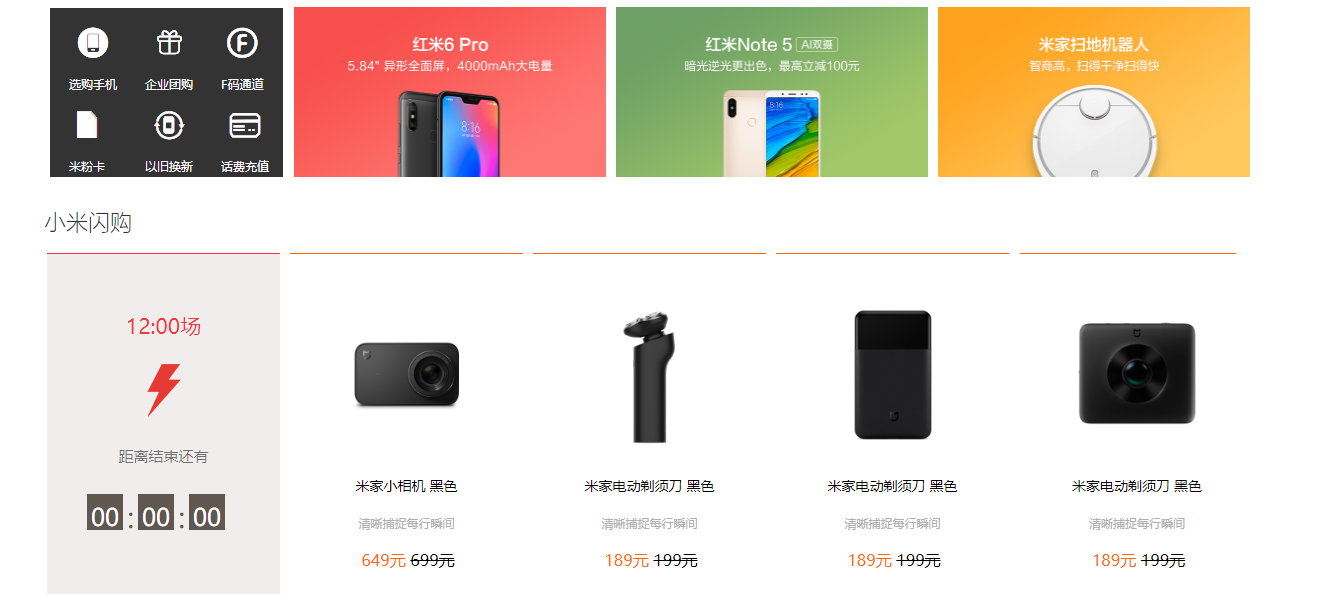 选购手机 企业团购 F码通道
米粉卡 以旧换新 话费充值
红米6 Pro
5.84" 异形全面屏，4000mAh大电量
8:16
红米Note 5 AI双摄
暗光逆光更出色，最高立减100元
8:16
米家扫地机器人
智商高，扫得干净扫得快
小米闪购
12:00场
距离结束还有
00 : 00 : 00
米家小相机 黑色
清晰捕捉每行瞬间
649元 699元
米家电动剃须刀 黑色
清晰捕捉每行瞬间
189元 199元
米家电动剃须刀 黑色
清晰捕捉每行瞬间
189元 199元
米家电动剃须刀 黑色
清晰捕捉每行瞬间
189元 199元